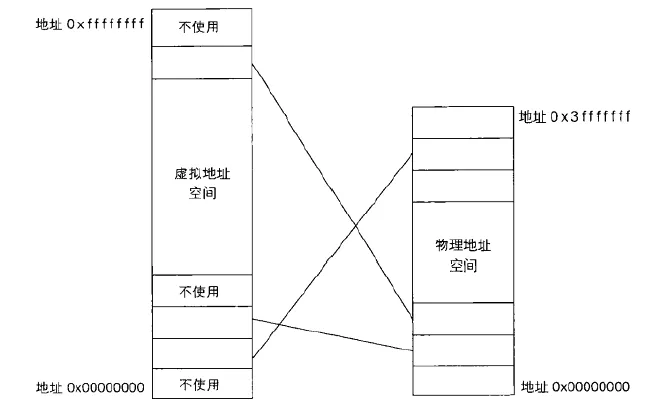 地址 0xffffffff
不使用
地址 0x3fffffff
虚拟地址
空间
物理地址
空间
不使用
地址 0x00000000
不使用
地址 0x00000000